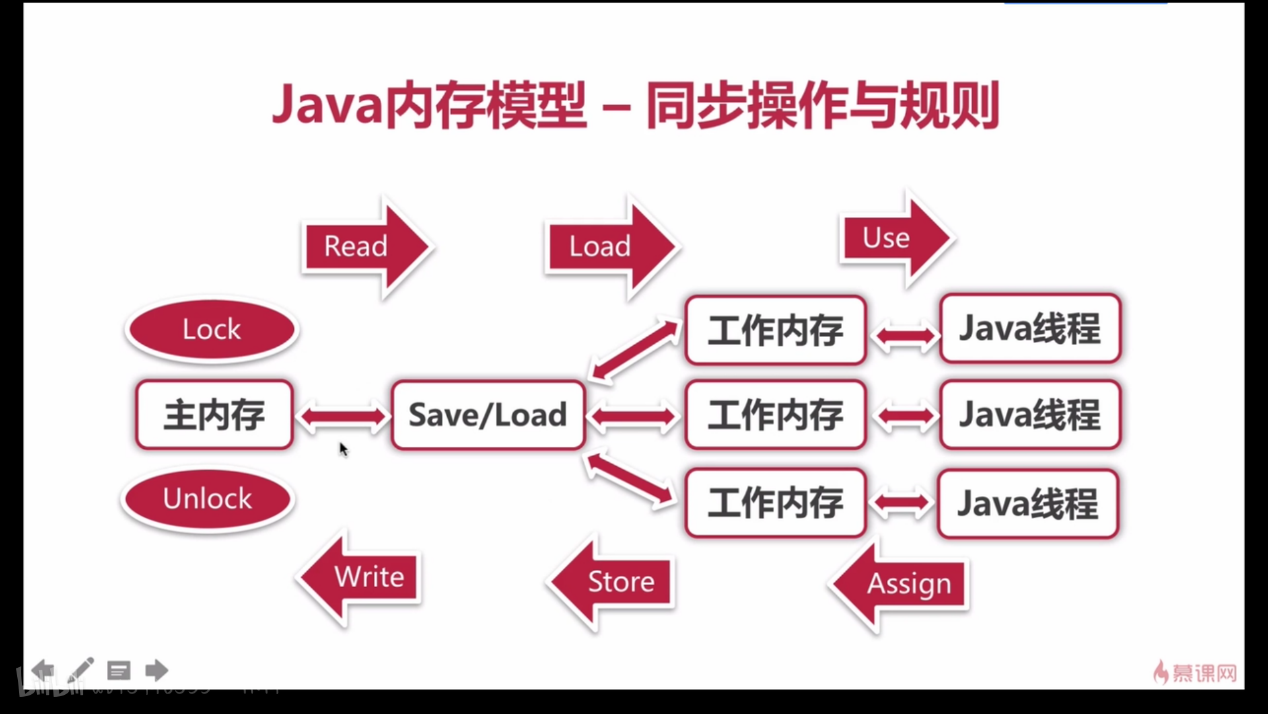 Java内存模型 – 同步操作与规则
Read
Load
Use
Lock
工作内存
Java线程
主内存
Save/Load
工作内存
Java线程
Unlock
工作内存
Java线程
Write
Store
Assign
慕课网